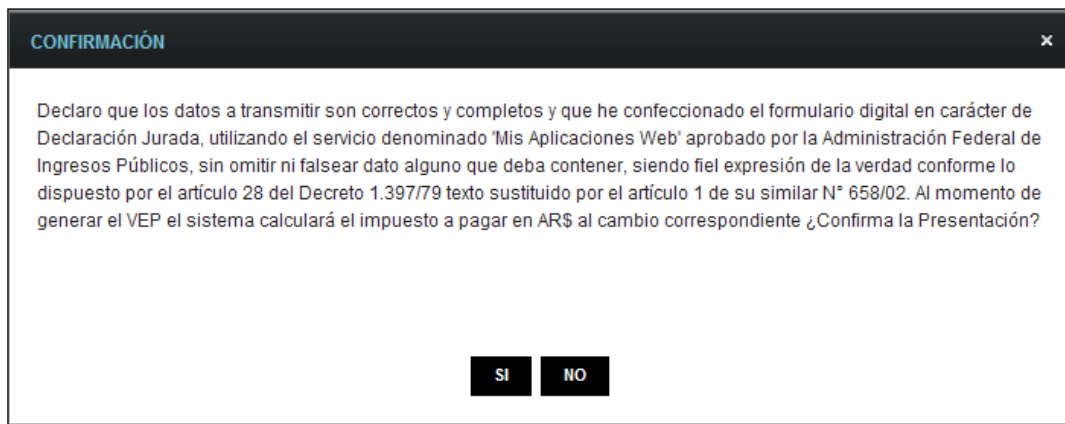 CONFIRMACIÓN
×
Declaro que los datos a transmitir son correctos y completos y que he confeccionado el formulario digital en carácter de
Declaración Jurada, utilizando el servicio denominado 'Mis Aplicaciones Web' aprobado por la Administración Federal de
Ingresos Públicos, sin omitir ni falsear dato alguno que deba contener, siendo fiel expresión de la verdad conforme lo
dispuesto por el artículo 28 del Decreto 1.397/79 texto sustituido por el artículo 1 de su similar N° 658/02. Al momento de
generar el VEP el sistema calculará el impuesto a pagar en AR$ al cambio correspondiente ¿Confirma la Presentación?
SI NO